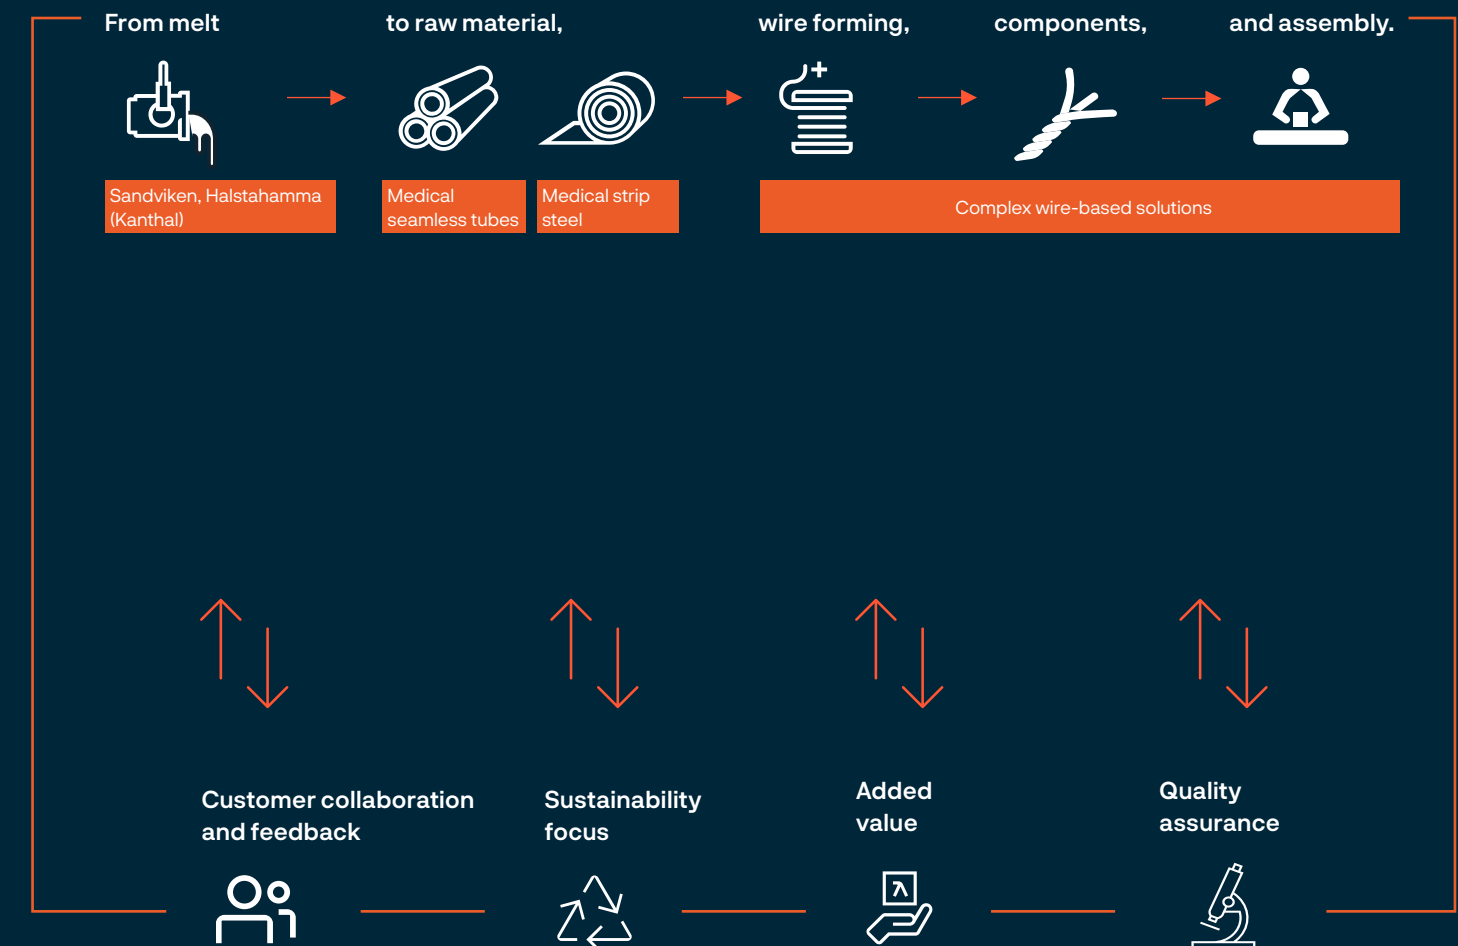 From melt
to raw material,
wire forming,
components,
and assembly.
Sandviken, Halstahamma
(Kanthal)
Medical
seamless tubes
Medical strip
steel
Complex wire-based solutions
Customer collaboration
and feedback
Sustainability
focus
Added
value
Quality
assurance